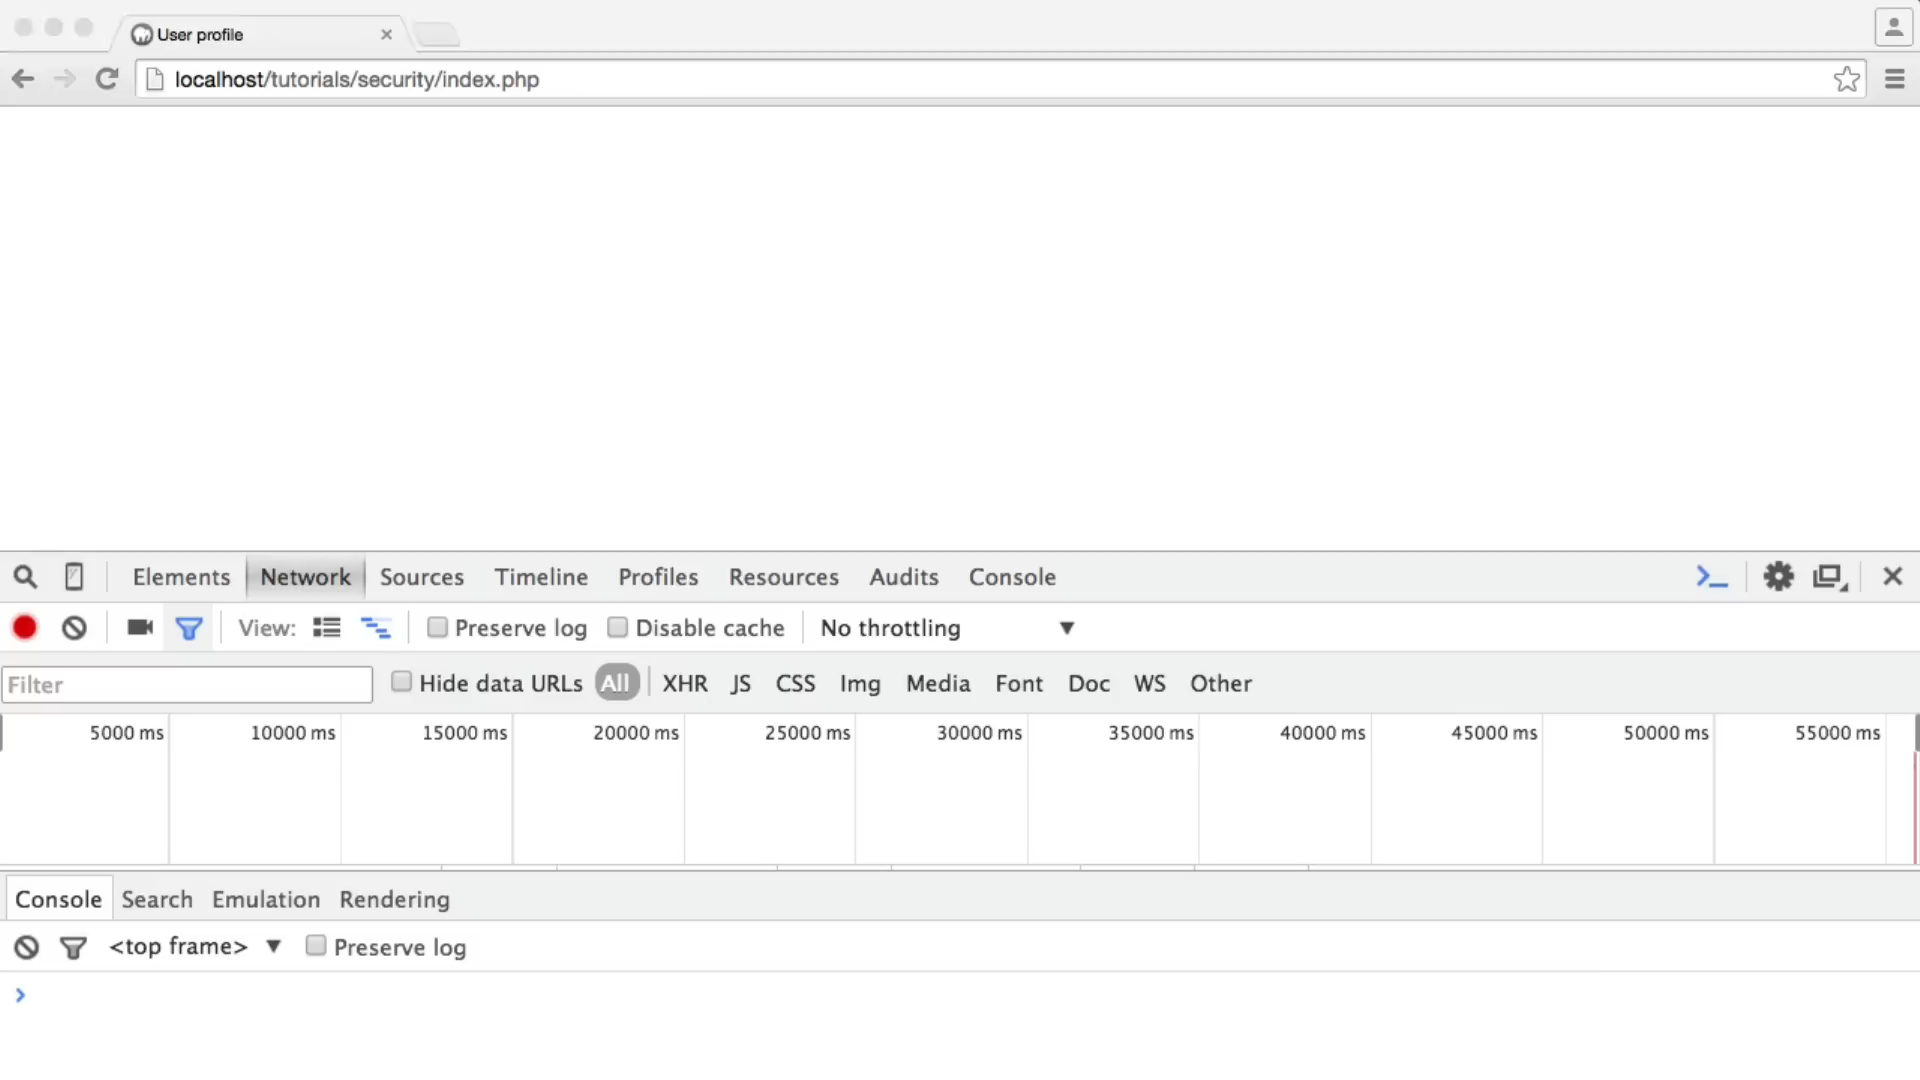 User profile
localhost/tutorials/security/index.php
Elements Network Sources Timeline Profiles Resources Audits Console
View: Preserve log Disable cache No throttling
Filter Hide data URLs All XHR JS CSS Img Media Font Doc WS Other
5000 ms 10000 ms 15000 ms 20000 ms 25000 ms 30000 ms 35000 ms 40000 ms 45000 ms 50000 ms 55000 ms
Console Search Emulation Rendering
<top frame> Preserve log